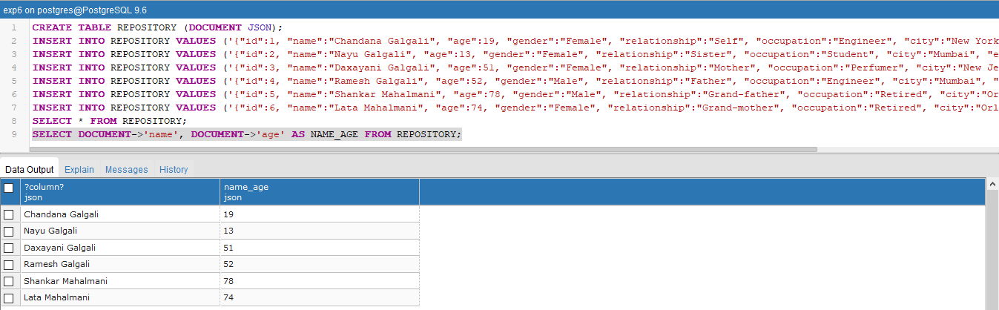 exp6 on postgres@PostgreSQL 9.6
1 CREATE TABLE REPOSITORY (DOCUMENT JSON);
2 INSERT INTO REPOSITORY VALUES ('{"id":1, "name":"Chandana Galgali", "age":19, "gender":"Female", "relationship":"Self", "occupation":"Engineer", "city":"New York
3 INSERT INTO REPOSITORY VALUES ('{"id":2, "name":"Nayu Galgali", "age":13, "gender":"Female", "relationship":"Sister", "occupation":"Student", "city":"Mumbai", "e
4 INSERT INTO REPOSITORY VALUES ('{"id":3, "name":"Daxayani Galgali", "age":51, "gender":"Female", "relationship":"Mother", "occupation":"Perfumer", "city":"New Je
5 INSERT INTO REPOSITORY VALUES ('{"id":4, "name":"Ramesh Galgali", "age":52, "gender":"Male", "relationship":"Father", "occupation":"Engineer", "city":"Mumbai", "
6 INSERT INTO REPOSITORY VALUES ('{"id":5, "name":"Shankar Mahalmani", "age":78, "gender":"Male", "relationship":"Grand-father", "occupation":"Retired", "city":"Or
7 INSERT INTO REPOSITORY VALUES ('{"id":6, "name":"Lata Mahalmani", "age":74, "gender":"Female", "relationship":"Grand-mother", "occupation":"Retired", "city":"Orl
8 SELECT * FROM REPOSITORY;
9 SELECT DOCUMENT->'name', DOCUMENT->'age' AS NAME_AGE FROM REPOSITORY;
Data Output Explain Messages History
?column? name_age
json json
Chandana Galgali 19
Nayu Galgali 13
Daxayani Galgali 51
Ramesh Galgali 52
Shankar Mahalmani 78
Lata Mahalmani 74